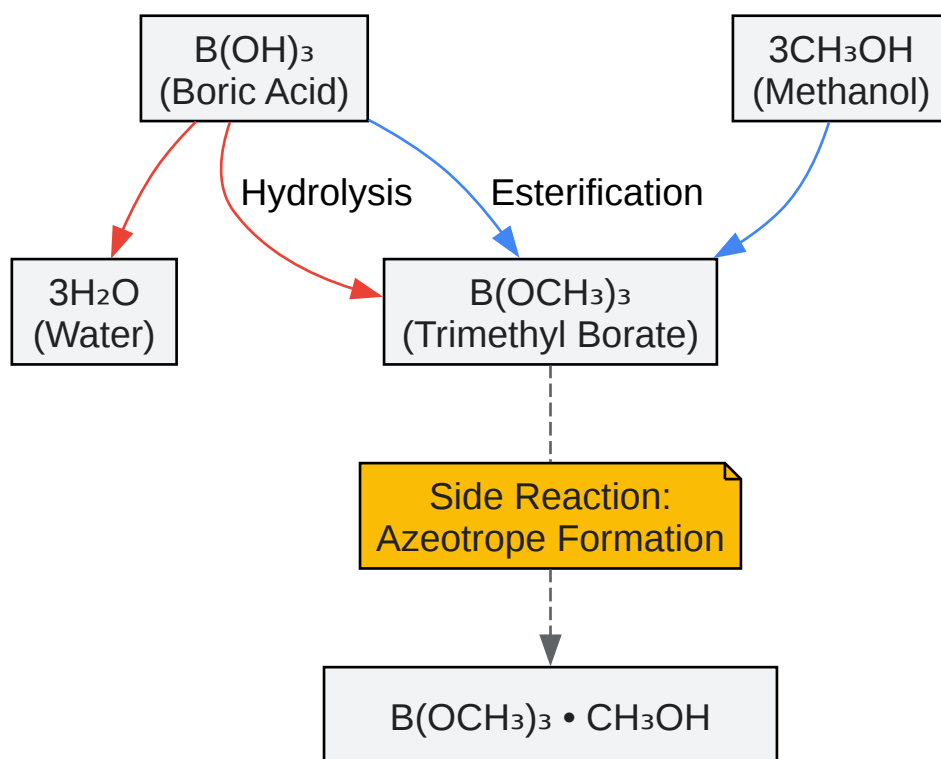 B(OH)₃
(Boric Acid)
3CH₃OH
(Methanol)
Hydrolysis
Esterification
3H₂O
(Water)
B(OCH₃)₃
(Trimethyl Borate)
Side Reaction:
Azeotrope Formation
B(OCH₃)₃ • CH₃OH